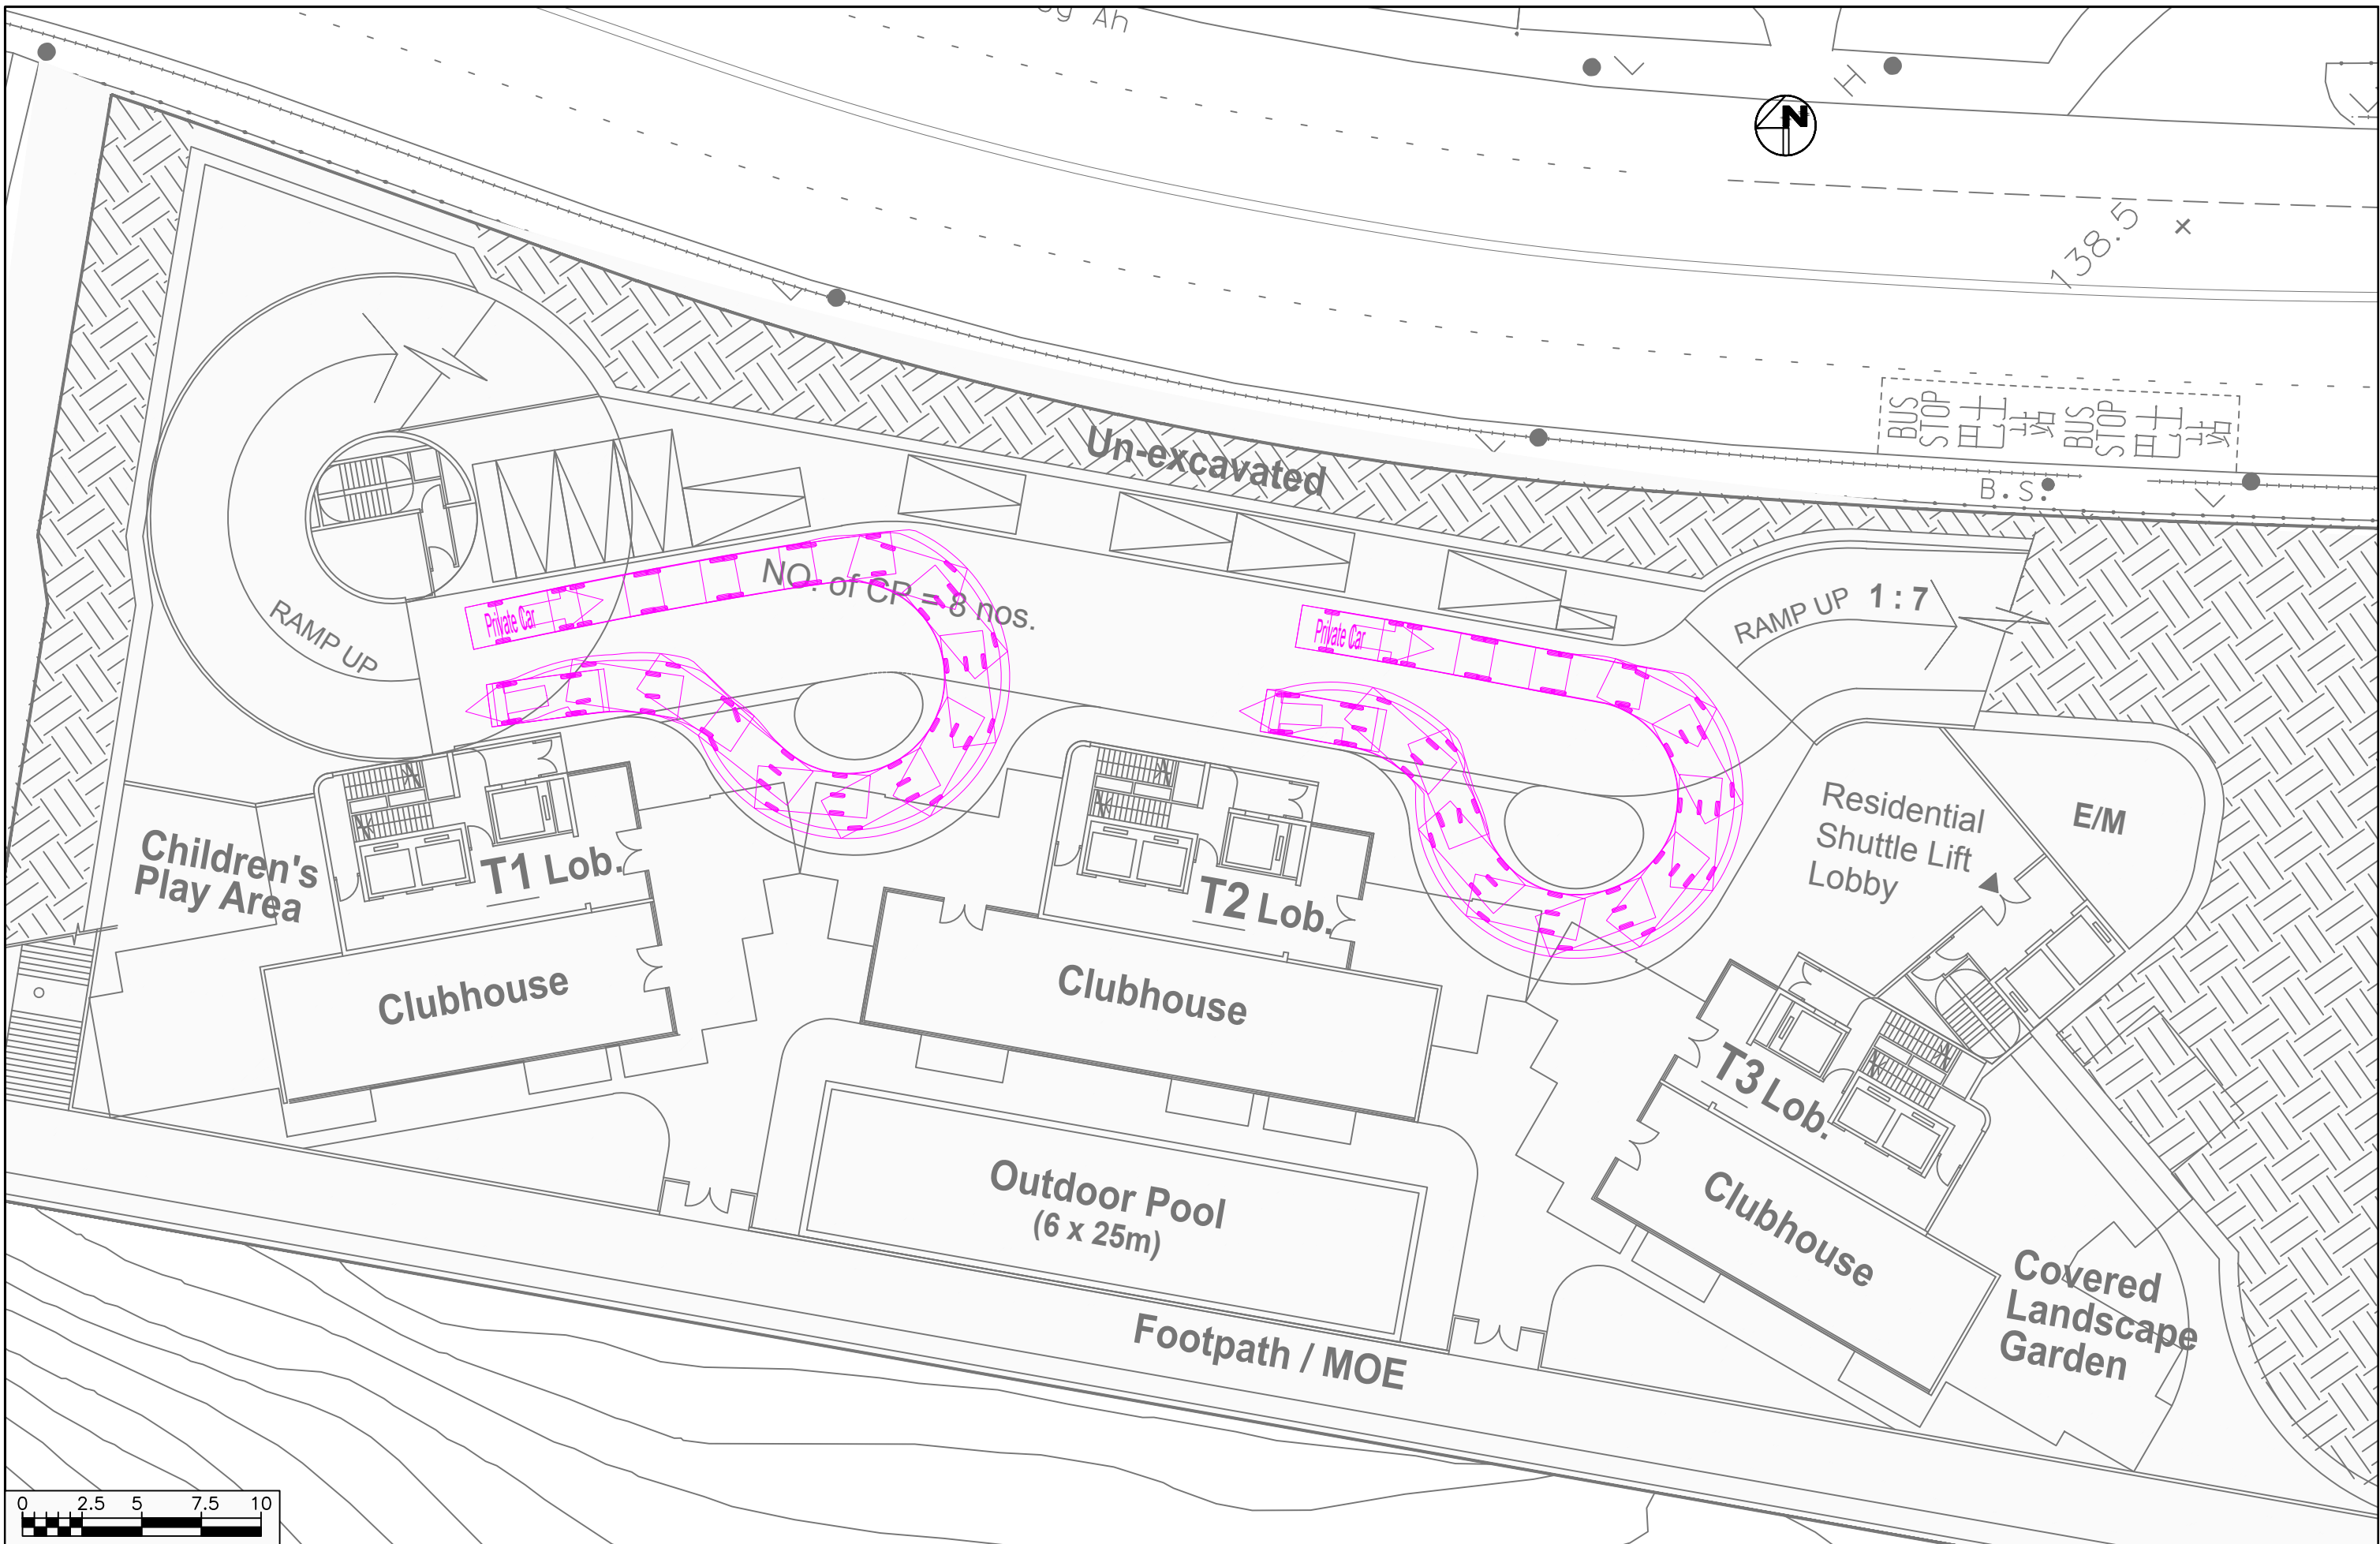 N
138.5
BUS
STOP
巴士站
BUS
STOP
巴士站
B.S.
Un-excavated
NO. of CP = 8 nos.
Private Car
Private Car
RAMP UP
RAMP UP 1 : 7
Children's
Play Area
T1 Lob.
T2 Lob.
T3 Lob.
Residential
Shuttle Lift
Lobby
E/M
Clubhouse
Clubhouse
Clubhouse
Outdoor Pool
(6 x 25m)
Covered
Landscape
Garden
Footpath / MOE
0 2.5 5 7.5 10